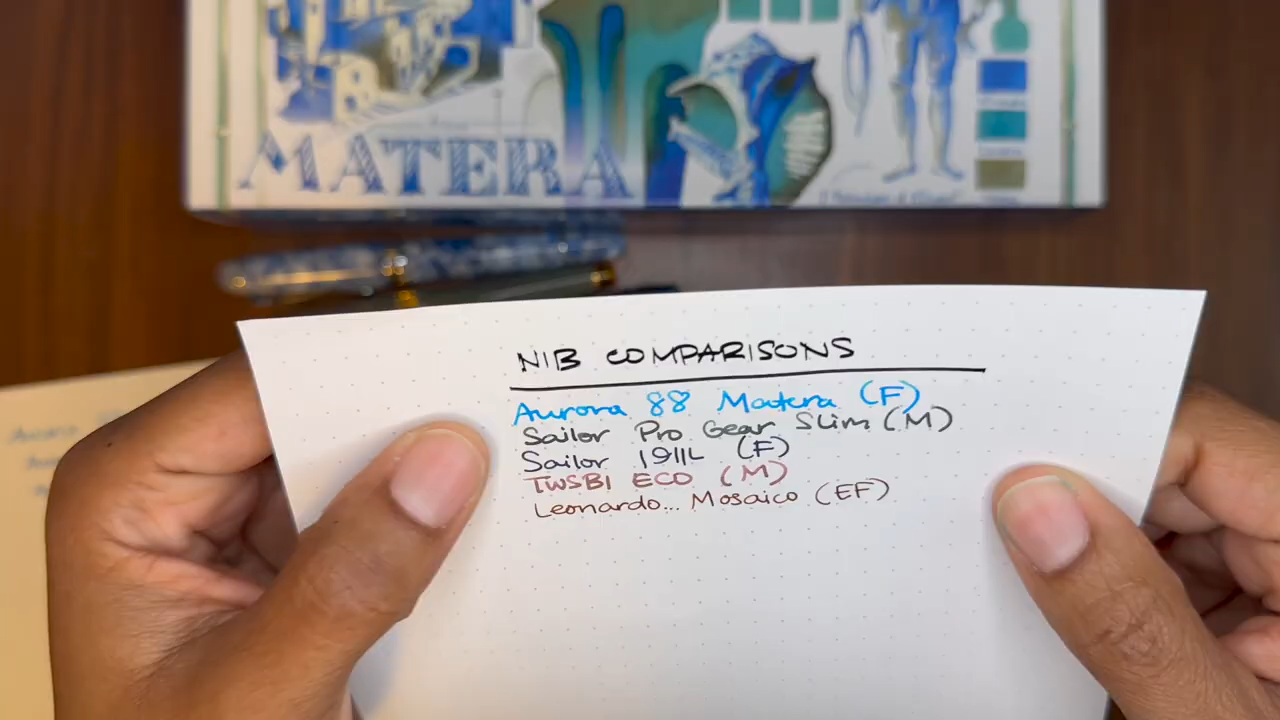 MATERA
NIB COMPARISONS
Aurora 88 Matera (F)
Sailor Pro Gear Slim (M)
Sailor 1911L (F)
TWSBI ECO (M)
Leonardo... Mosaico (EF)